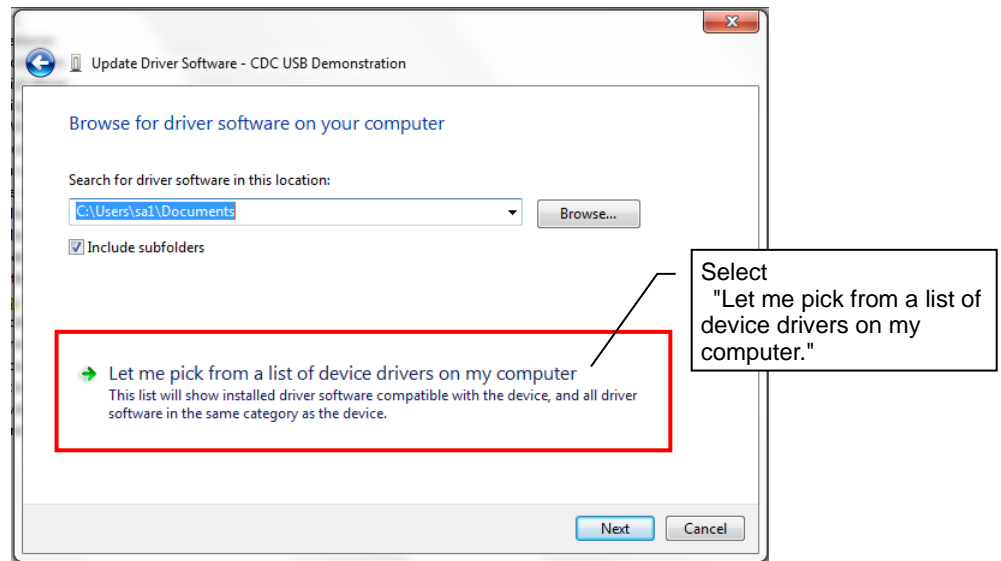 Update Driver Software - CDC USB Demonstration
Browse for driver software on your computer
Search for driver software in this location:
C:\Users\sa1\Documents
Browse...
Include subfolders
Select
"Let me pick from a list of
device drivers on my
computer."
Let me pick from a list of device drivers on my computer
This list will show installed driver software compatible with the device, and all driver
software in the same category as the device.
Next
Cancel